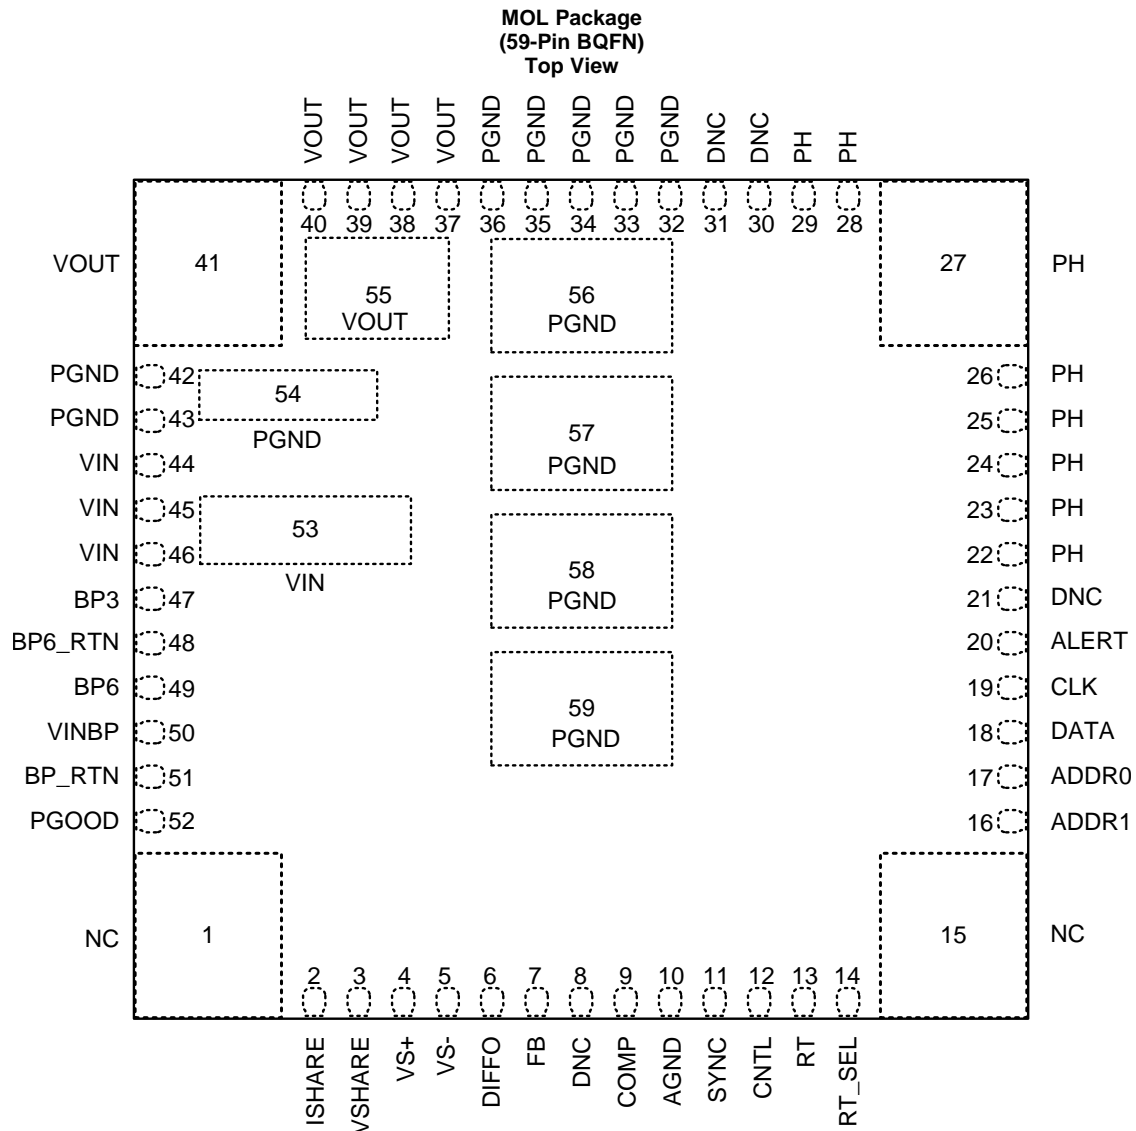 MOL Package
(59-Pin BQFN)
Top View
VOUT
VOUT
VOUT
VOUT
PGND
PGND
PGND
PGND
PGND
DNC
DNC
PH
PH
40 39 38 37 36 35 34 33 32 31 30 29 28
VOUT 41
55
VOUT
56
PGND
27 PH
PGND 42
54
PGND
26 PH
PGND 43
25 PH
57
PGND
VIN 44
24 PH
VIN 45
53
VIN
23 PH
VIN 46
22 PH
58
PGND
BP3 47
21 DNC
BP6_RTN 48
20 ALERT
BP6 49
19 CLK
59
PGND
VINBP 50
18 DATA
BP_RTN 51
17 ADDR0
PGOOD 52
16 ADDR1
NC 1
15 NC
2 3 4 5 6 7 8 9 10 11 12 13 14
ISHARE
VSHARE
VS+
VS-
DIFFO
FB
DNC
COMP
AGND
SYNC
CNTL
RT
RT_SEL